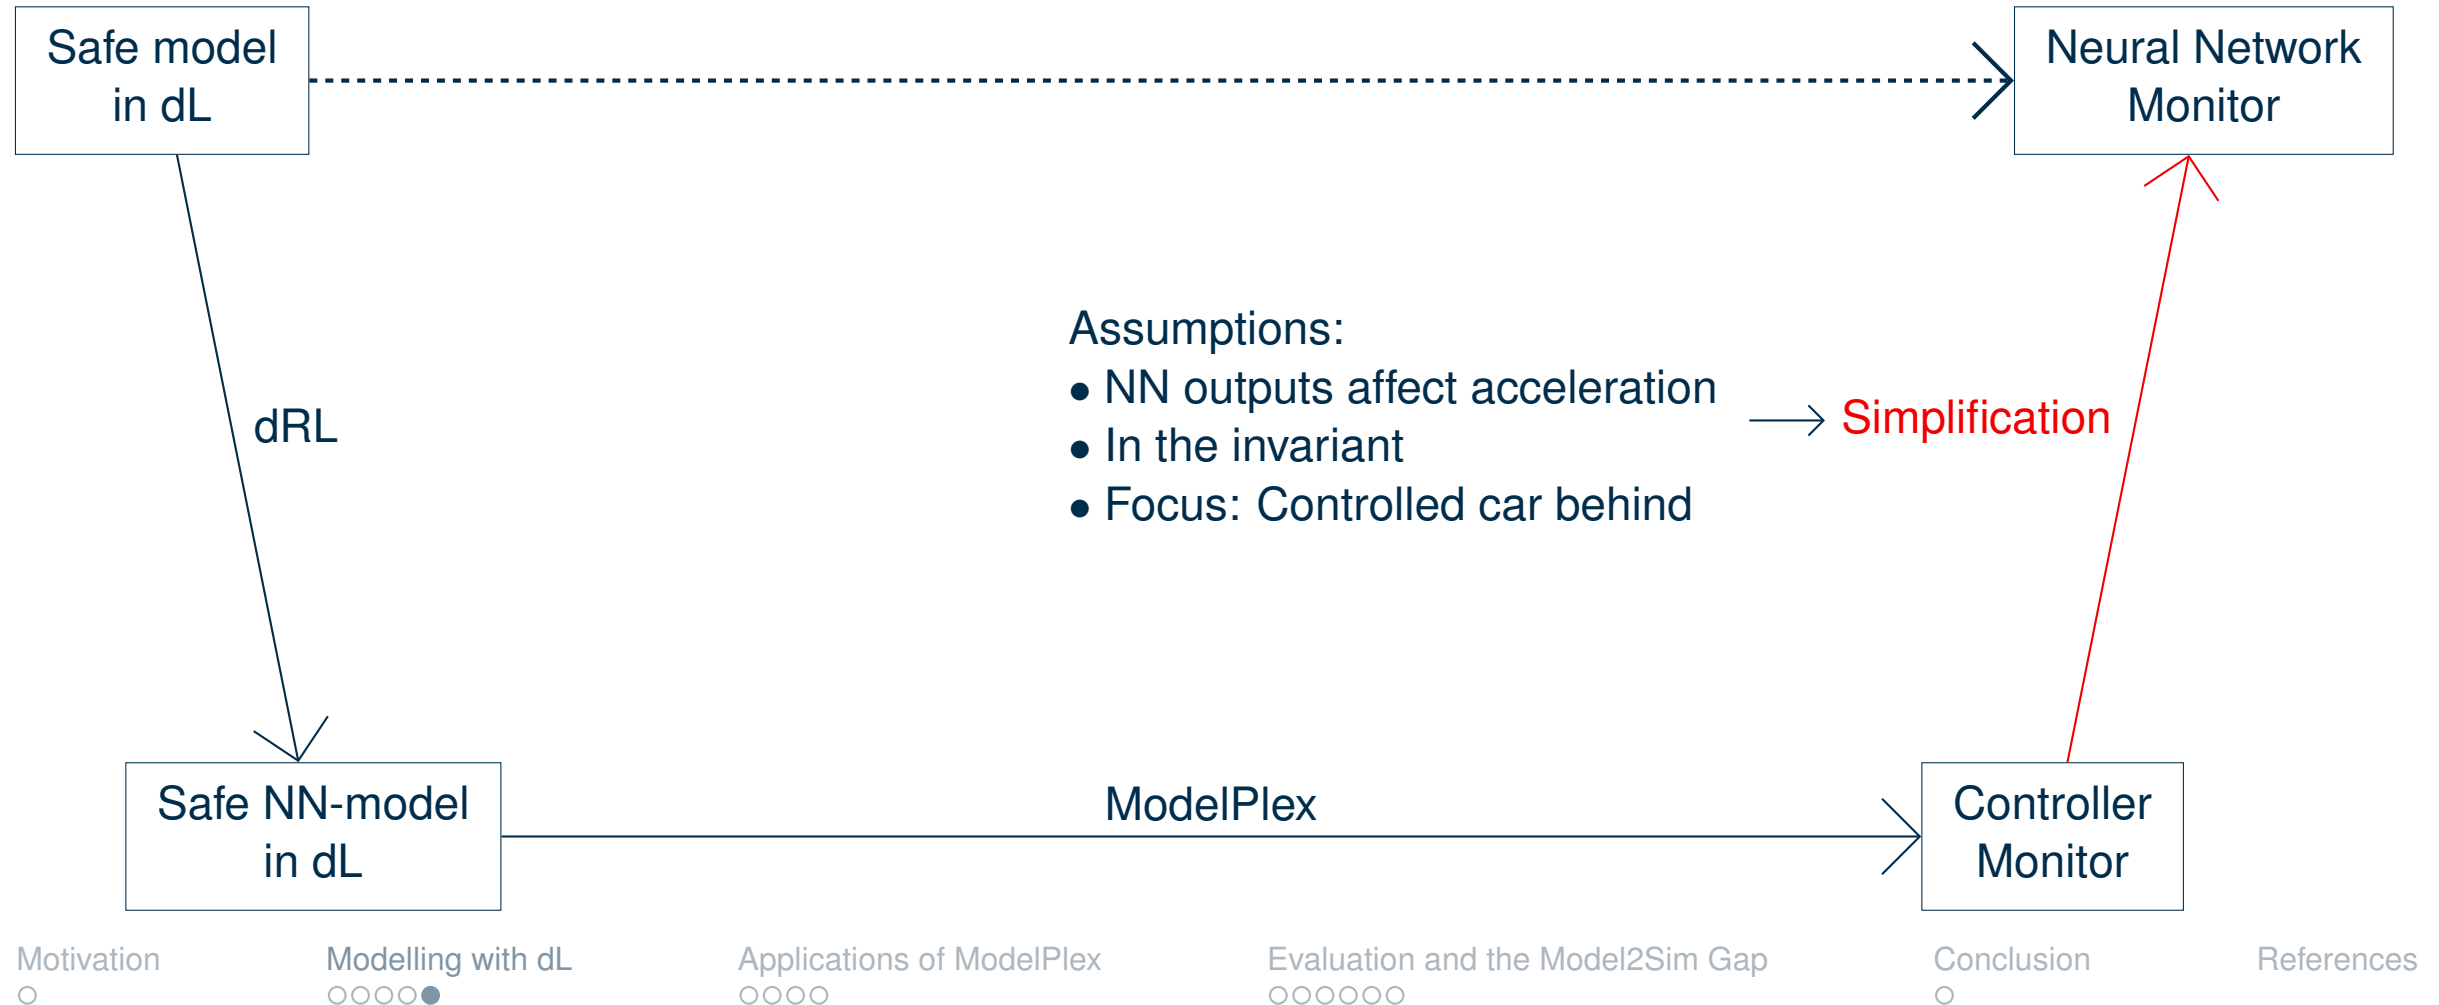 Safe model
in dL
Neural Network
Monitor
Assumptions:
● NN outputs affect acceleration
● In the invariant
● Focus: Controlled car behind
Simplification
dRL
Safe NN-model
in dL
ModelPlex
Controller
Monitor
Motivation
Modelling with dL
Applications of ModelPlex
Evaluation and the Model2Sim Gap
Conclusion
References